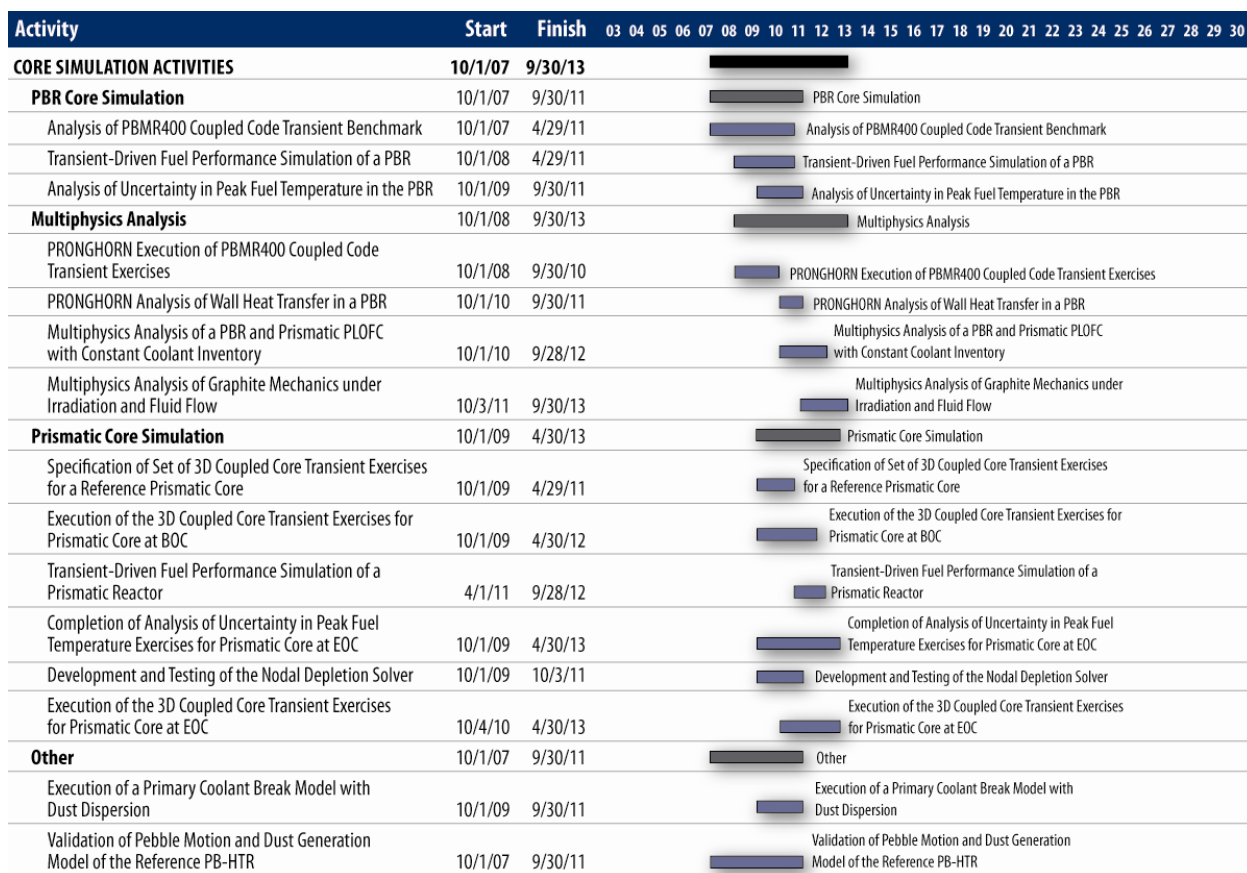 Activity Start Finish 03 04 05 06 07 08 09 10 11 12 13 14 15 16 17 18 19 20 21 22 23 24 25 26 27 28 29 30
CORE SIMULATION ACTIVITIES 10/1/07 9/30/13
PBR Core Simulation 10/1/07 9/30/11 PBR Core Simulation
Analysis of PBMR400 Coupled Code Transient Benchmark 10/1/07 4/29/11 Analysis of PBMR400 Coupled Code Transient Benchmark
Transient-Driven Fuel Performance Simulation of a PBR 10/1/08 4/29/11 Transient-Driven Fuel Performance Simulation of a PBR
Analysis of Uncertainty in Peak Fuel Temperature in the PBR 10/1/09 9/30/11 Analysis of Uncertainty in Peak Fuel Temperature in the PBR
Multiphysics Analysis 10/1/08 9/30/13 Multiphysics Analysis
PRONGHORN Execution of PBMR400 Coupled Code
Transient Exercises 10/1/08 9/30/10 PRONGHORN Execution of PBMR400 Coupled Code Transient Exercises
PRONGHORN Analysis of Wall Heat Transfer in a PBR 10/1/10 9/30/11 PRONGHORN Analysis of Wall Heat Transfer in a PBR
Multiphysics Analysis of a PBR and Prismatic PLOFC Multiphysics Analysis of a PBR and Prismatic PLOFC
with Constant Coolant Inventory 10/1/10 9/28/12 with Constant Coolant Inventory
Multiphysics Analysis of Graphite Mechanics under Multiphysics Analysis of Graphite Mechanics under
Irradiation and Fluid Flow 10/3/11 9/30/13 Irradiation and Fluid Flow
Prismatic Core Simulation 10/1/09 4/30/13 Prismatic Core Simulation
Specification of Set of 3D Coupled Core Transient Exercises Specification of Set of 3D Coupled Core Transient Exercises
for a Reference Prismatic Core 10/1/09 4/29/11 for a Reference Prismatic Core
Execution of the 3D Coupled Core Transient Exercises for Execution of the 3D Coupled Core Transient Exercises for
Prismatic Core at BOC 10/1/09 4/30/12 Prismatic Core at BOC
Transient-Driven Fuel Performance Simulation of a Transient-Driven Fuel Performance Simulation of a
Prismatic Reactor 4/1/11 9/28/12 Prismatic Reactor
Completion of Analysis of Uncertainty in Peak Fuel Completion of Analysis of Uncertainty in Peak Fuel
Temperature Exercises for Prismatic Core at EOC 10/1/09 4/30/13 Temperature Exercises for Prismatic Core at EOC
Development and Testing of the Nodal Depletion Solver 10/1/09 10/3/11 Development and Testing of the Nodal Depletion Solver
Execution of the 3D Coupled Core Transient Exercises Execution of the 3D Coupled Core Transient Exercises
for Prismatic Core at EOC 10/4/10 4/30/13 for Prismatic Core at EOC
Other 10/1/07 9/30/11 Other
Execution of a Primary Coolant Break Model with Execution of a Primary Coolant Break Model with
Dust Dispersion 10/1/09 9/30/11 Dust Dispersion
Validation of Pebble Motion and Dust Generation Validation of Pebble Motion and Dust Generation
Model of the Reference PB-HTR 10/1/07 9/30/11 Model of the Reference PB-HTR